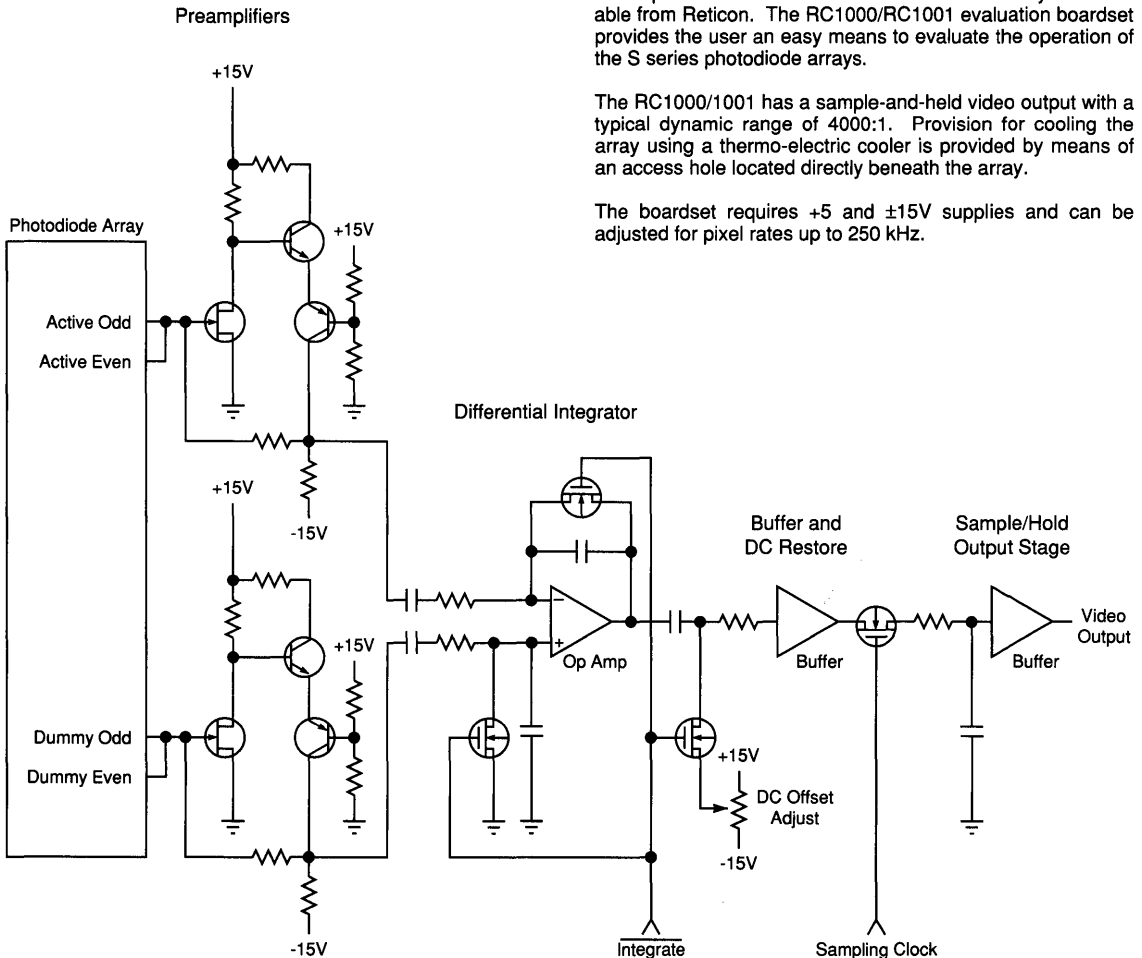 Preamplifiers
able from Reticon. The RC1000/RC1001 evaluation boardset
provides the user an easy means to evaluate the operation of
the S series photodiode arrays.
The RC1000/1001 has a sample-and-held video output with a
typical dynamic range of 4000:1. Provision for cooling the
array using a thermo-electric cooler is provided by means of
an access hole located directly beneath the array.
The boardset requires +5 and ±15V supplies and can be
adjusted for pixel rates up to 250 kHz.
+15V
Photodiode Array
+15V
Active Odd
Active Even
Differential Integrator
+15V
-15V
Buffer and
DC Restore
Sample/Hold
Output Stage
+15V
−
+
Op Amp
Buffer
Buffer
Video
Output
Dummy Odd
Dummy Even
+15V
DC Offset
Adjust
-15V
-15V
Integrate
Sampling Clock